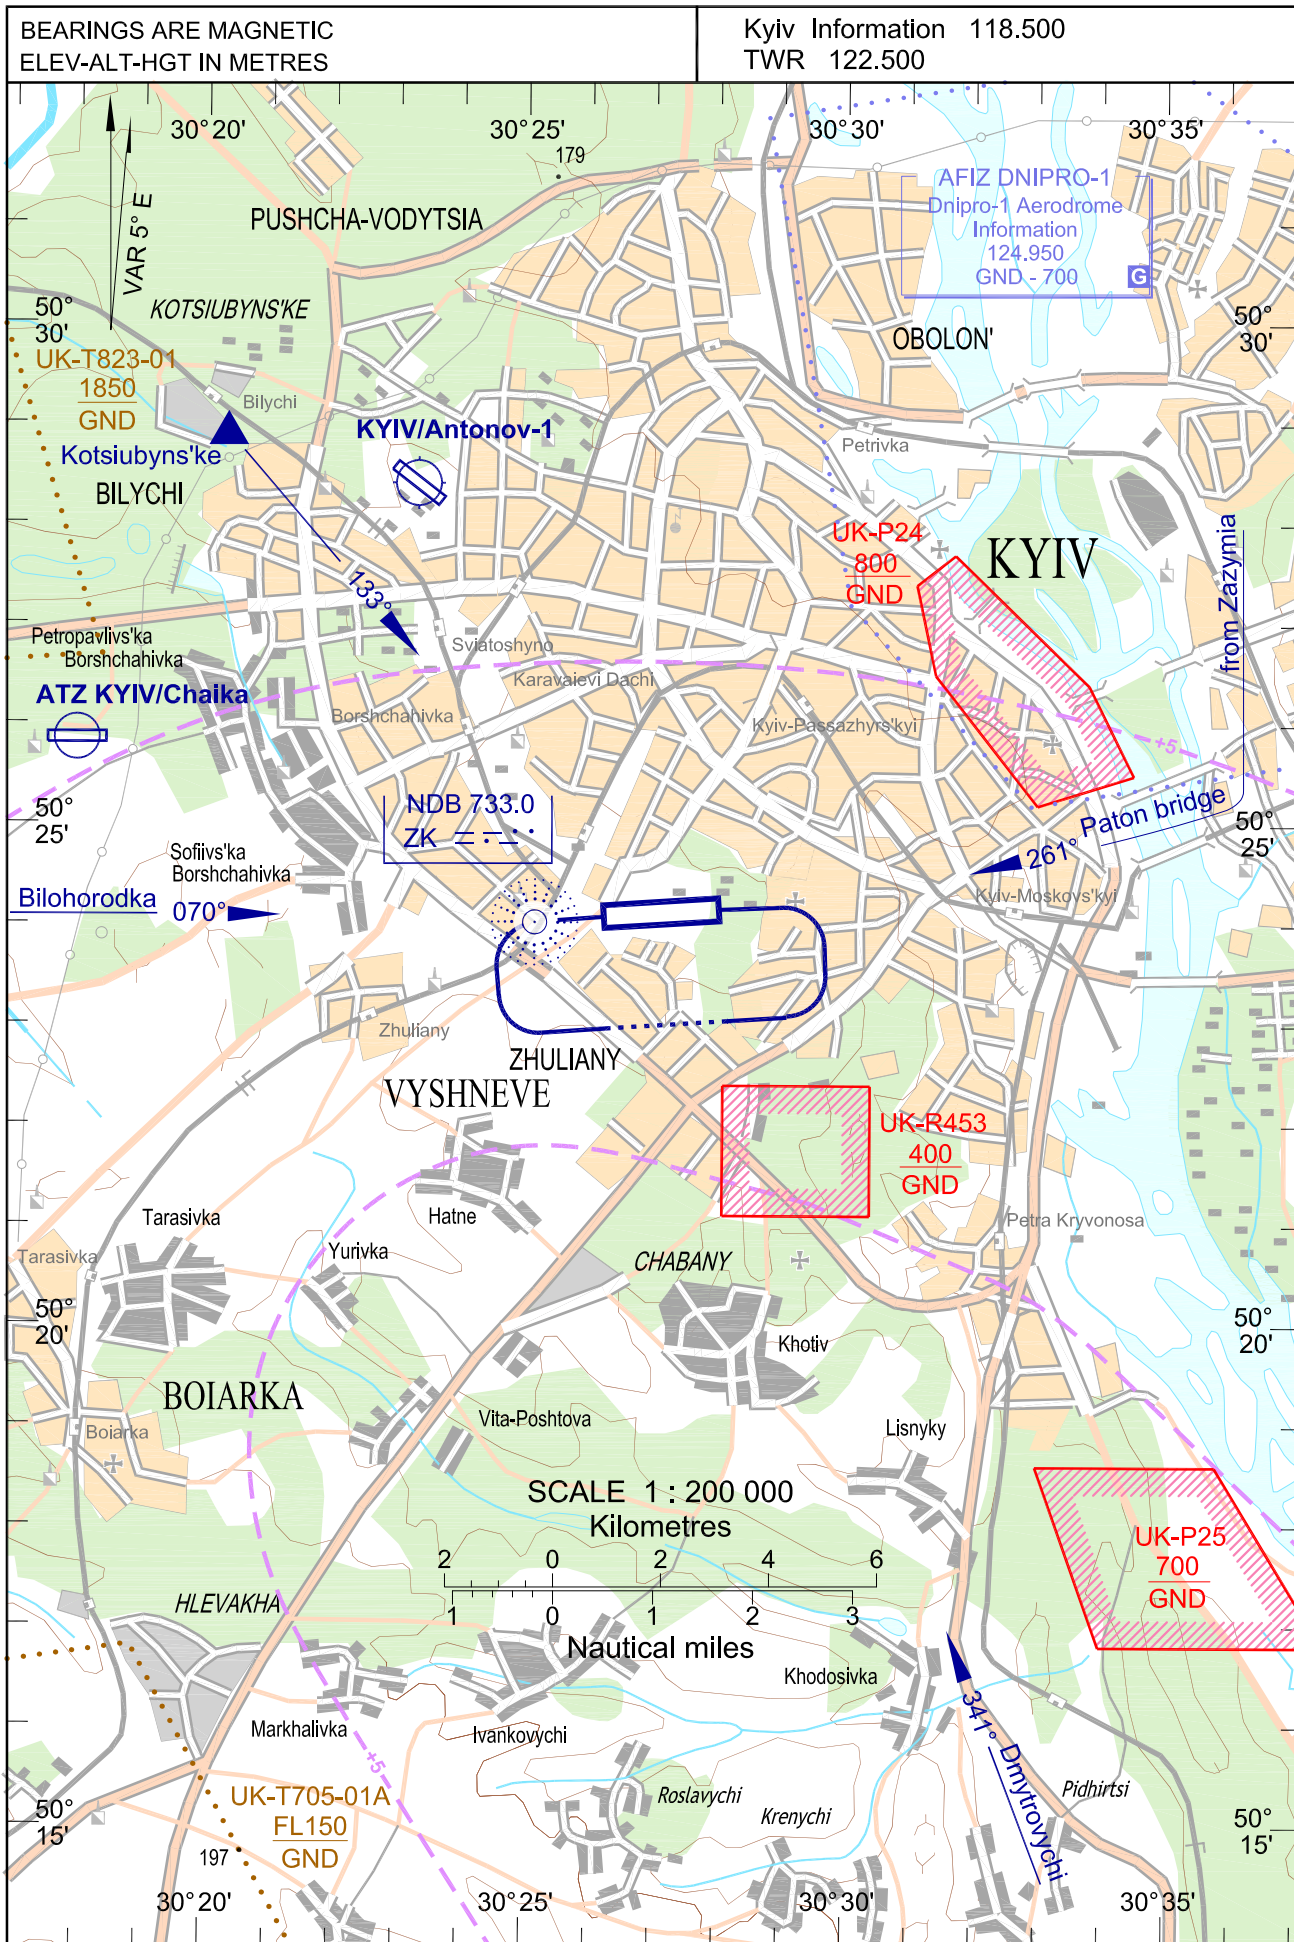 BEARINGS ARE MAGNETIC
ELEV-ALT-HGT IN METRES
Kyiv Information 118.500
TWR 122.500
30°20'
30°25'
30°30'
30°35'
179
VAR 5° E
PUSHCHA-VODYTSIA
AFIZ DNIPRO-1
Dnipro-1 Aerodrome
Information
124.950
GND - 700
G
KOTSIUBYNS'KE
50°
30'
50°
30'
OBOLON'
UK-T823-01
1850
GND
Bilychi
KYIV/Antonov-1
Kotsiubyns'ke
Petrivka
BILYCHI
UK-P24
800
GND
KYIV
from Zazymia
133°
Petropavlivs'ka
Borshchahivka
Sviatoshyno
Karavaievi Dachi
ATZ KYIV/Chaika
Borshchahivka
Kyiv-Passazhyrs'kyi
+5
50°
25'
NDB 733.0
ZK
Paton bridge
261°
50°
25'
Sofiivs'ka
Borshchahivka
Bilohorodka
070°
Kyiv-Moskovs'kyi
Zhuliany
ZHULIANY
VYSHNEVE
UK-R453
400
GND
Tarasivka
Hatne
Yurivka
Petra Kryvonosa
Tarasivka
CHABANY
50°
20'
50°
20'
Khotiv
BOIARKA
Boiarka
Vita-Poshtova
Lisnyky
SCALE 1 : 200 000
Kilometres
2 0 2 4 6
1 0 1 2 3
Nautical miles
UK-P25
700
GND
HLEVAKHA
Khodosivka
Markhalivka
Ivankovychi
341° Dmytrovychi
+5
UK-T705-01A
FL150
GND
Roslavychi
Krenychi
Pidhirtsi
50°
15'
50°
15'
197
30°20'
30°25'
30°30'
30°35'